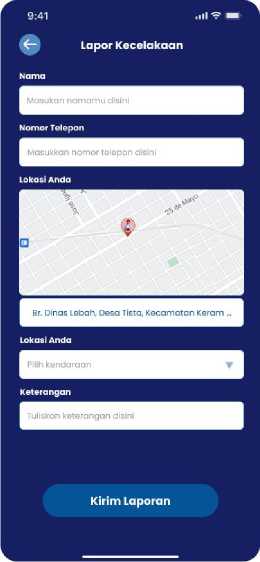 9:41
Lapor Kecelakaan
Nama
Masukan namamu disini
Nomor Telepon
Masukkan nomor telepon disini
Lokasi Anda
25 de Mayo
Br. Dinas Lebah, Desa Tista, Kecamatan Keram ...
Lokasi Anda
Pilih kendaraan
Keterangan
Tuliskan keterangan disini
Kirim Laporan